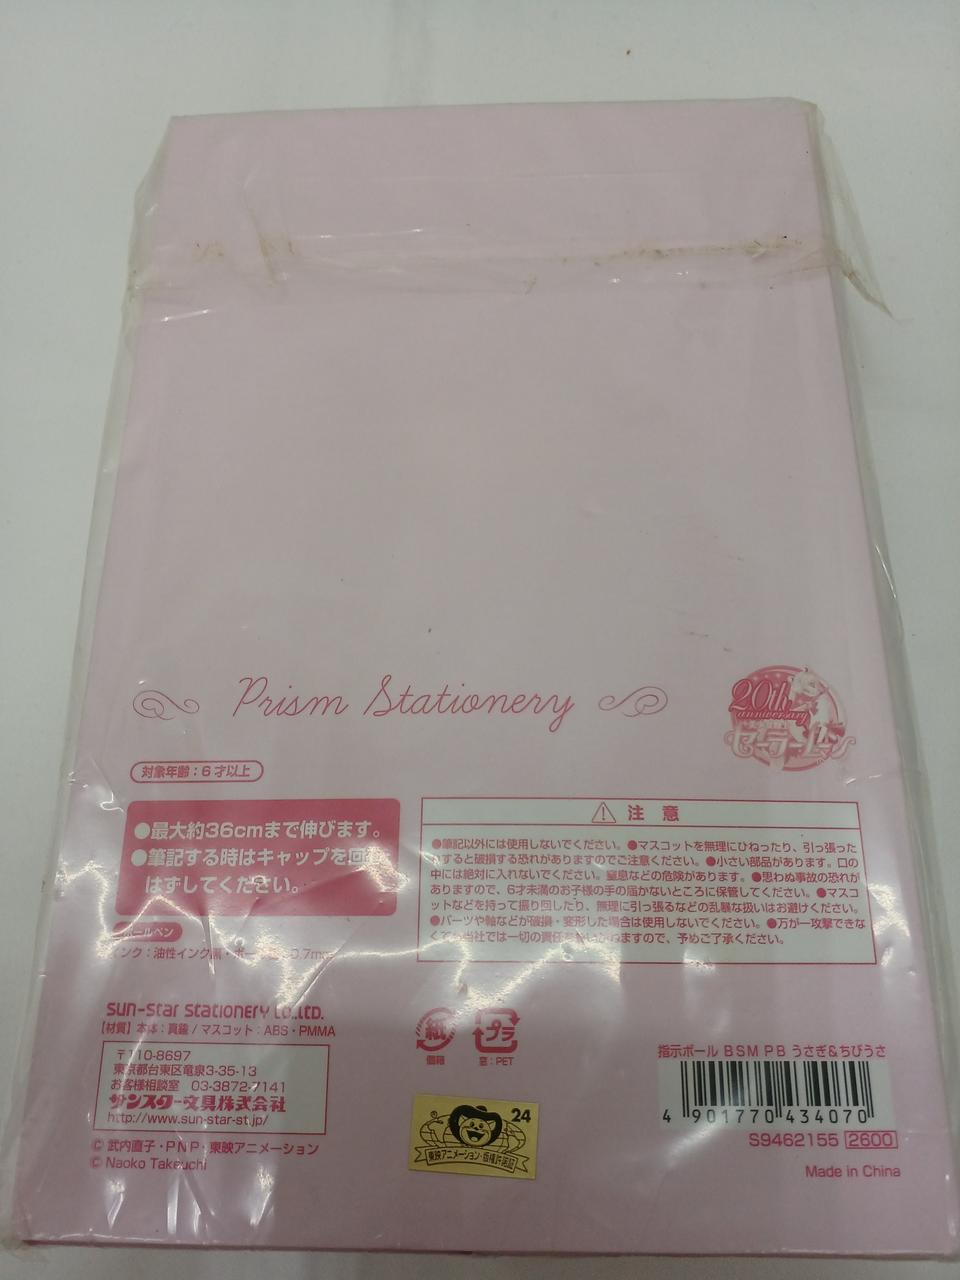 Prism Stationery
20th
anniversary
セーラームーン
対象年齢:6才以上
●最大約36cmまで伸びます。
●筆記する時はキャップを回し
はずしてください。
ボールペン
インク:油性インク黒・ボール径:0.7mm
⚠ 注 意
●筆記以外には使用しないでください。●マスコットを無理にひねったり、引っ張った
りすると破損する恐れがありますのでご注意ください。●小さい部品があります。口の
中には絶対に入れないでください。窒息などの危険があります。●思わぬ事故の恐れが
ありますので、6才未満のお子様の手の届かないところに保管してください。●マスコ
ットなどを持って振り回したり、無理に引っ張るなどの乱暴な扱いはお避けください。
●パーツや軸などが破損・変形した場合は使用しないでください。●万が一攻撃できな
くても当社では一切の責任を負いかねますので、予めご了承ください。
sun-star stationery co.,ltd.
【材質】本体:真鍮/マスコット:ABS・PMMA
〒110-8697
東京都台東区竜泉3-35-13
お客様相談室 03-3872-7141
サンスター文具株式会社
http://www.sun-star-st.jp/
© 武内直子・PNP・東映アニメーション
© Naoko Takeuchi
紙
個箱
プラ
窓:PET
24
東映アニメーション・版権許諾証
指示ボール BSM PB うさぎ&ちびうさ
4 901770 434070
S9462155 2600
Made in China